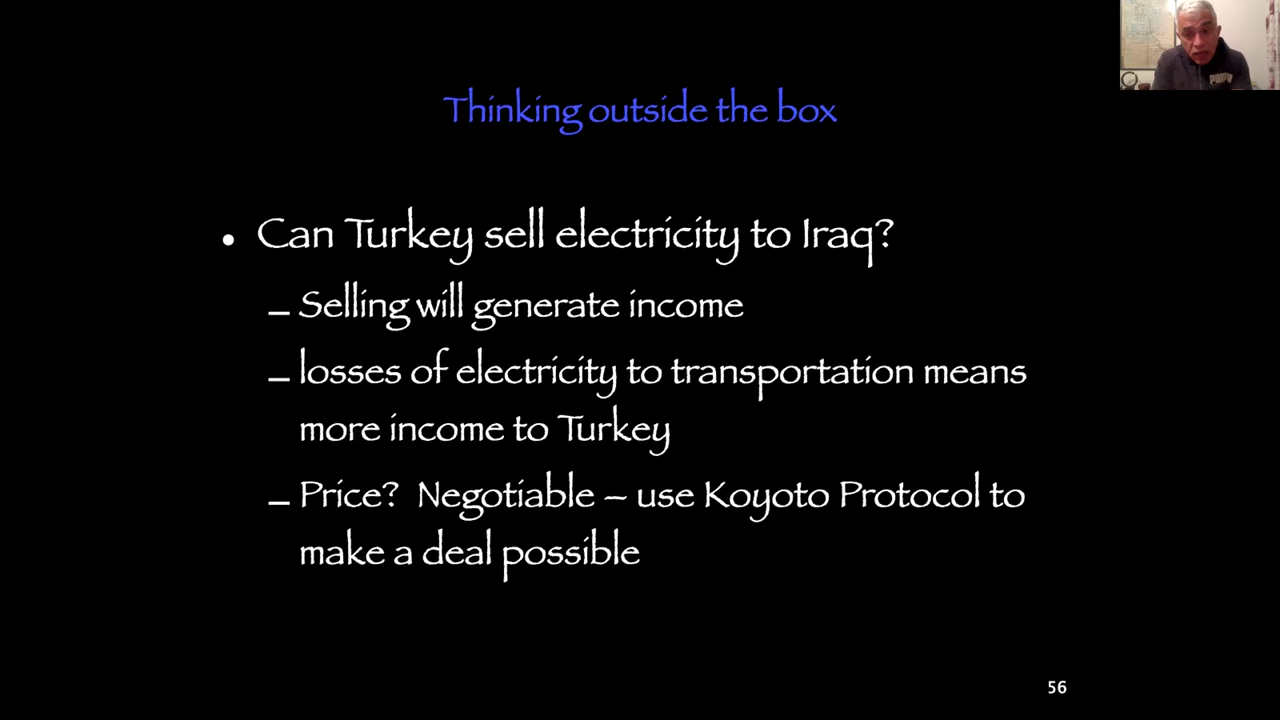 Thinking outside the box
• Can Turkey sell electricity to Iraq?
– Selling will generate income
– losses of electricity to transportation means
more income to Turkey
– Price? Negotiable – use Koyoto Protocol to
make a deal possible
56